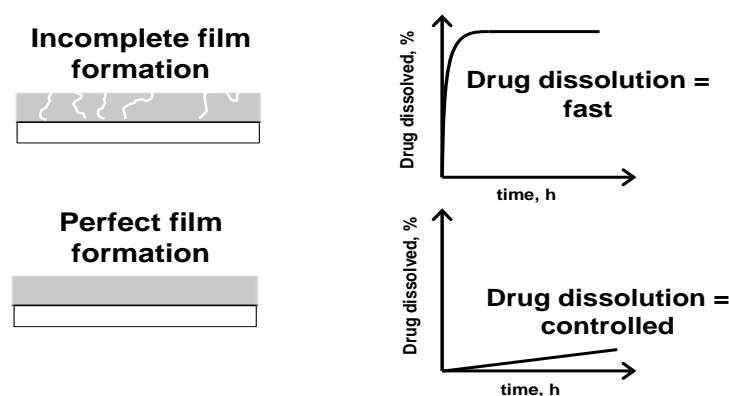 Incomplete film
formation
Drug dissolved, %
Drug dissolution =
fast
time, h
Perfect film
formation
Drug dissolved, %
Drug dissolution =
controlled
time, h